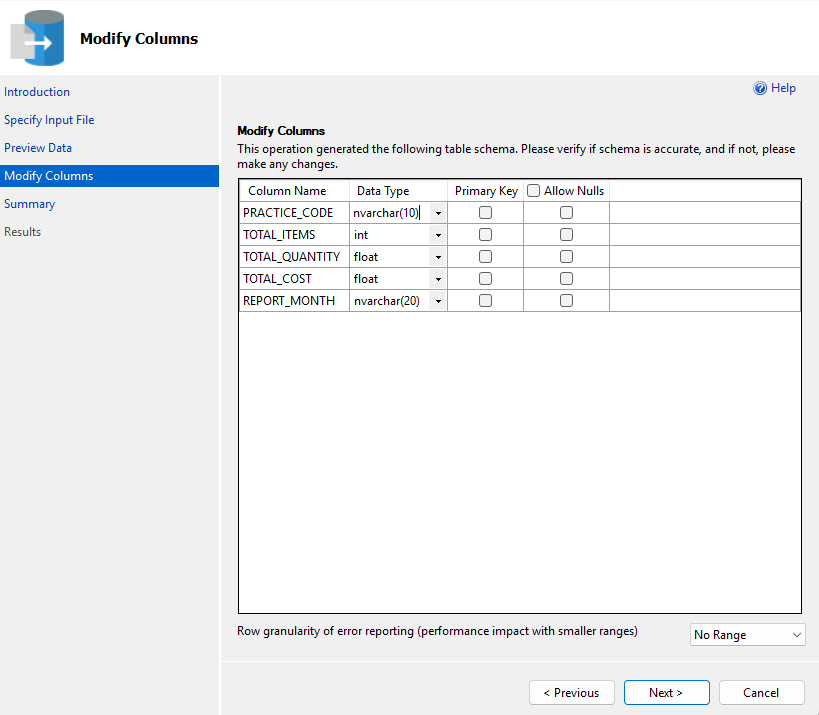 Modify Columns
Introduction
Specify Input File
Preview Data
Modify Columns
Summary
Results
Help
Modify Columns
This operation generated the following table schema. Please verify if schema is accurate, and if not, please
make any changes.
Column Name Data Type Primary Key Allow Nulls
PRACTICE_CODE nvarchar(10)
TOTAL_ITEMS int
TOTAL_QUANTITY float
TOTAL_COST float
REPORT_MONTH nvarchar(20)
Row granularity of error reporting (performance impact with smaller ranges) No Range
< Previous Next > Cancel